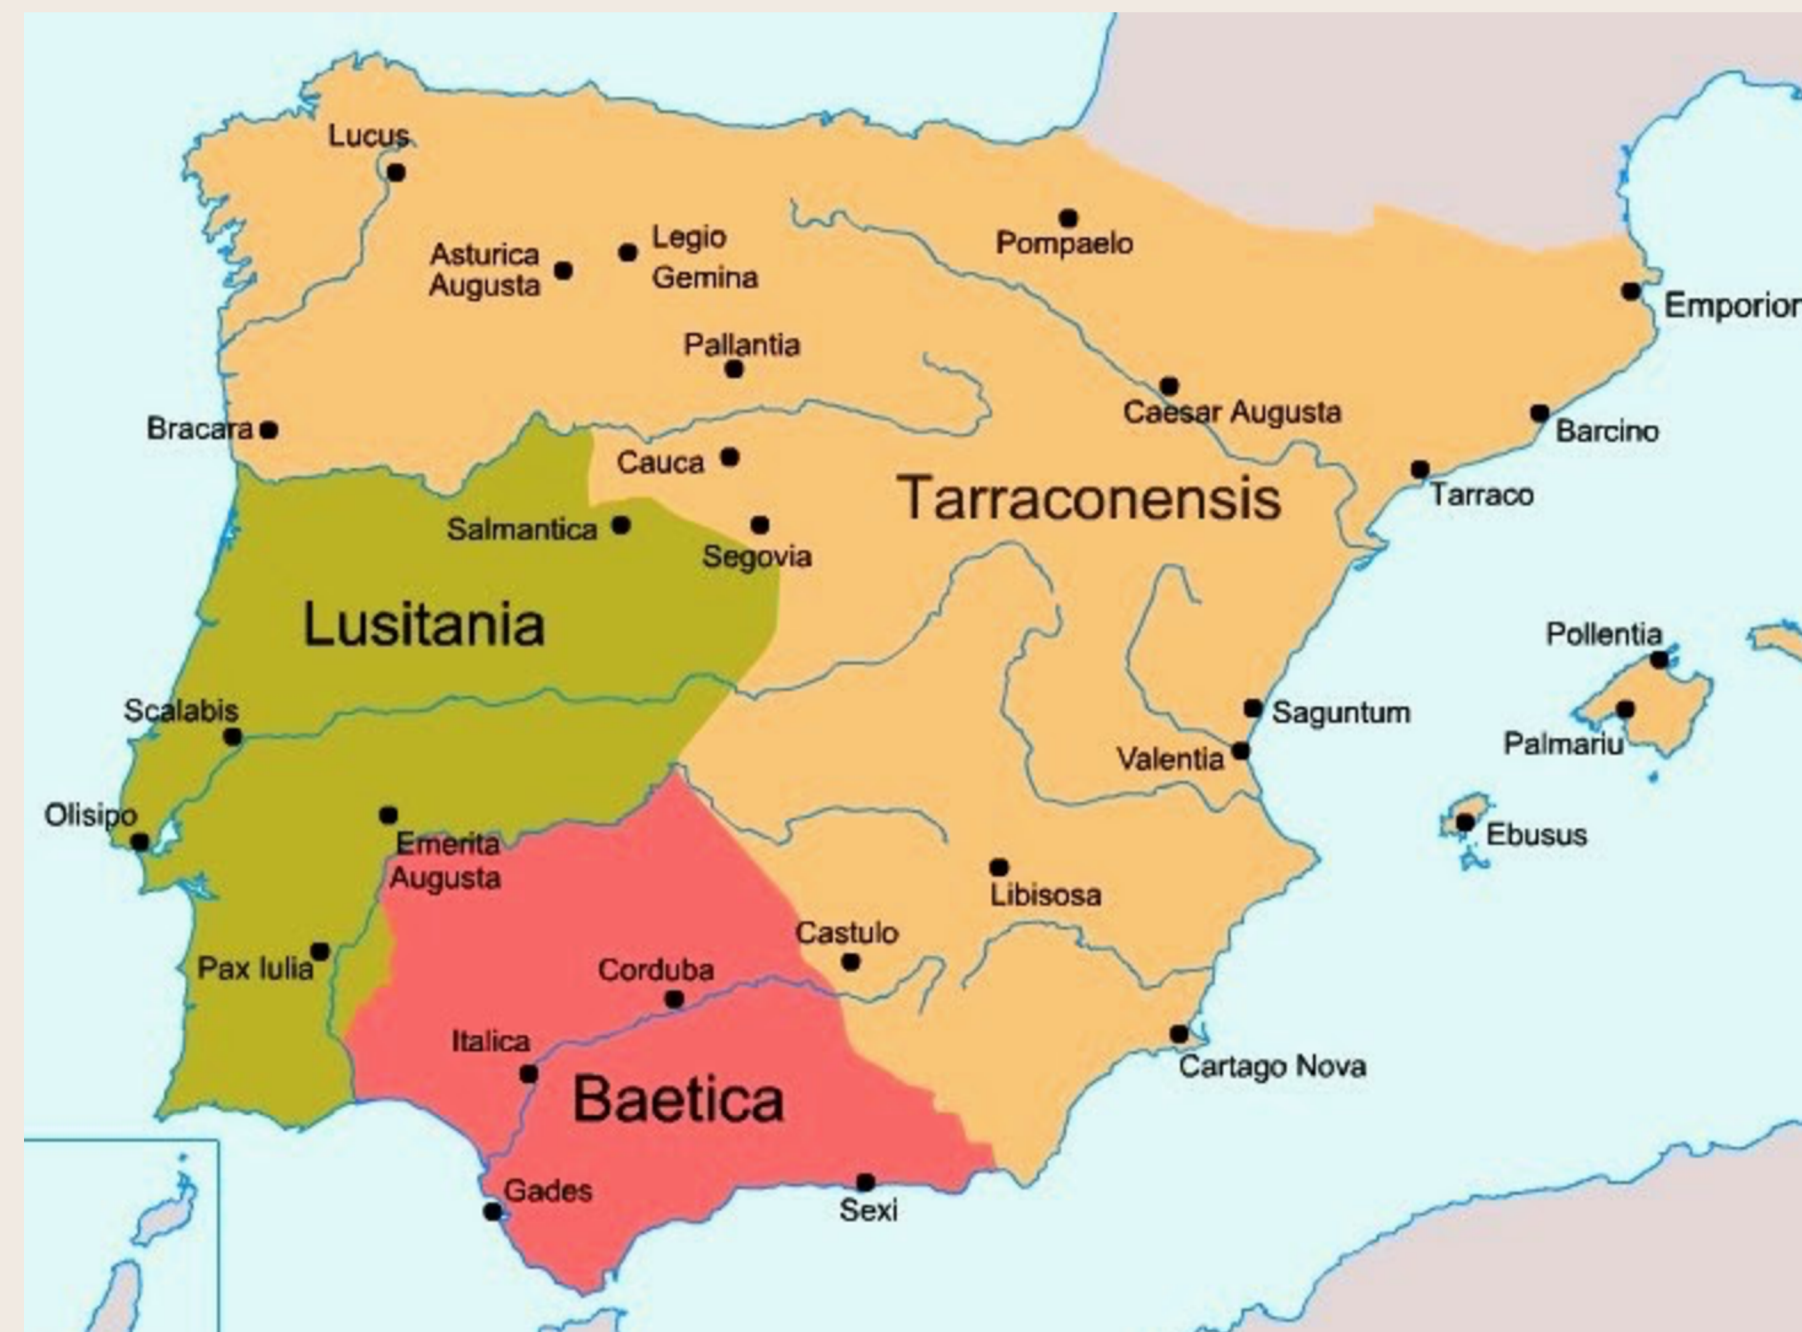 Lucus
Asturica
Augusta
Legio
Gemina
Pompaelo
Emporior
Pallantia
Caesar Augusta
Barcino
Bracara
Cauca
Tarraconensis
Tarraco
Salmantica
Segovia
Lusitania
Pollentia
Scalabis
Saguntum
Palmariu
Valentia
Olisipo
Ebusus
Emerita
Augusta
Libisosa
Castulo
Pax Iulia
Corduba
Italica
Cartago Nova
Baetica
Gades
Sexi